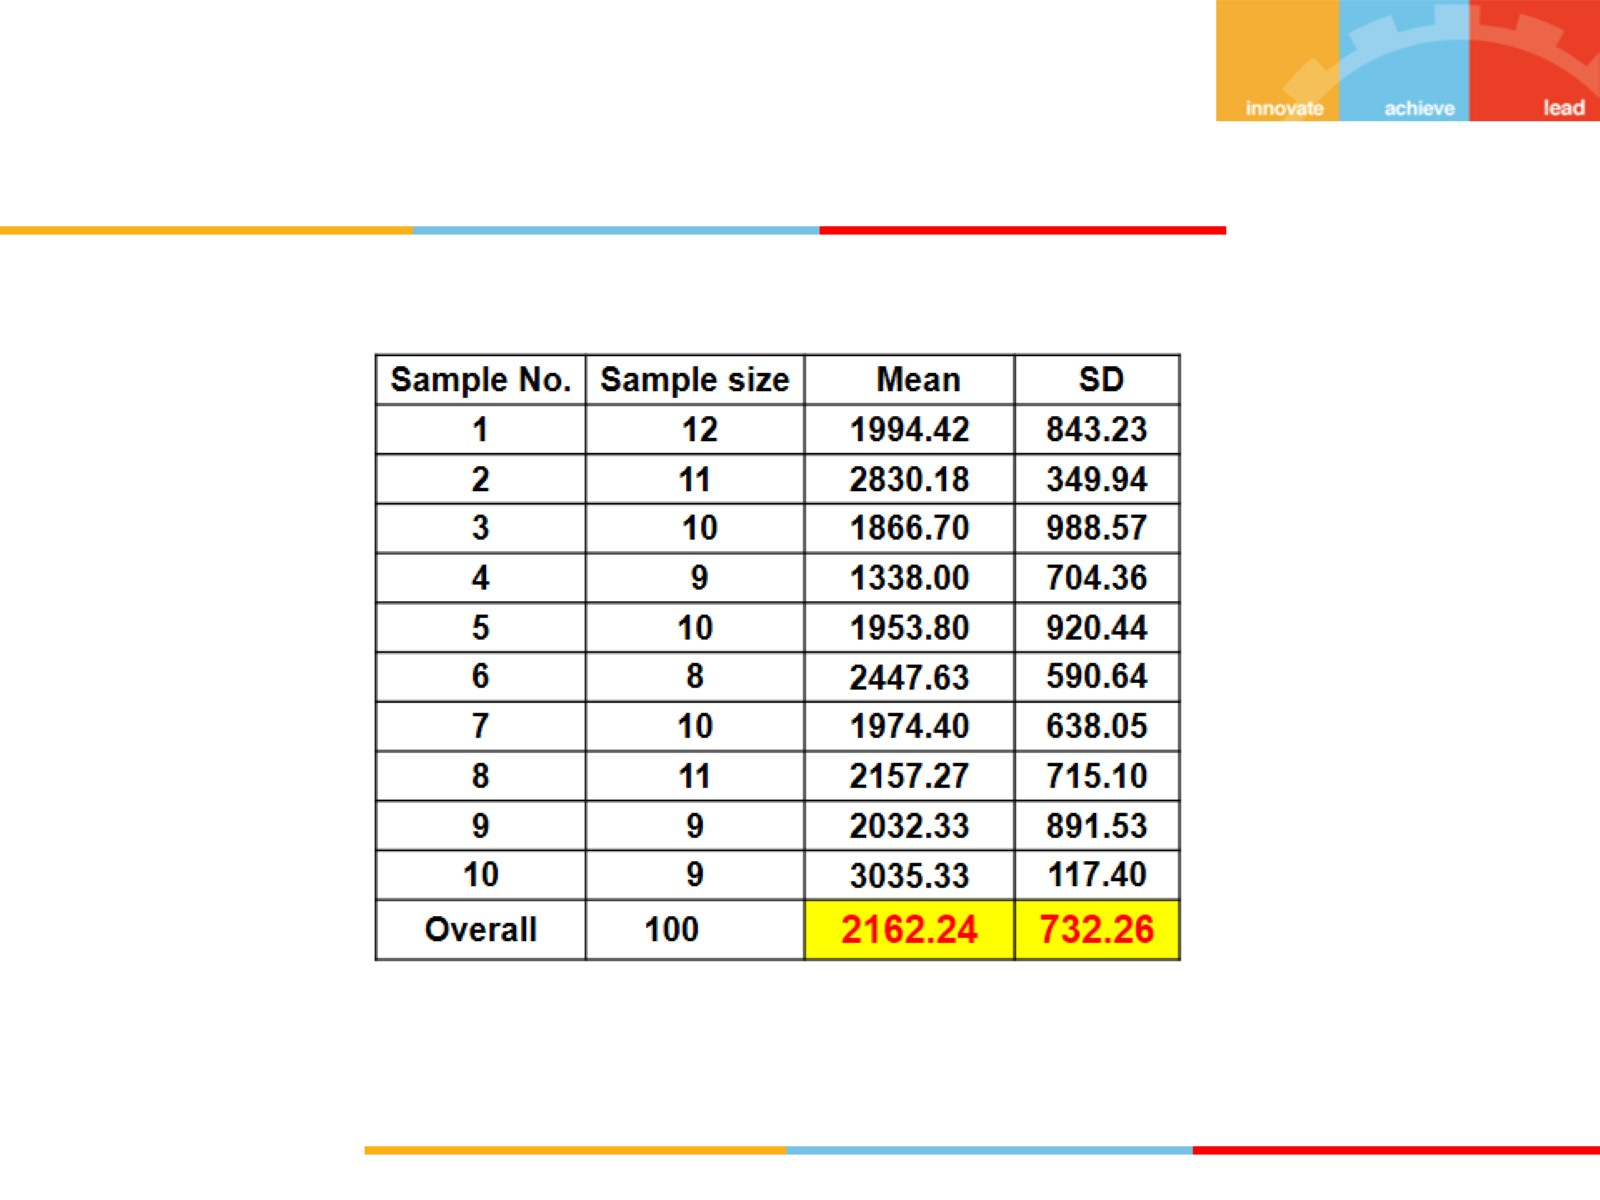 innovate achieve lead
Sample No. Sample size Mean SD
1 12 1994.42 843.23
2 11 2830.18 349.94
3 10 1866.70 988.57
4 9 1338.00 704.36
5 10 1953.80 920.44
6 8 2447.63 590.64
7 10 1974.40 638.05
8 11 2157.27 715.10
9 9 2032.33 891.53
10 9 3035.33 117.40
Overall 100 2162.24 732.26